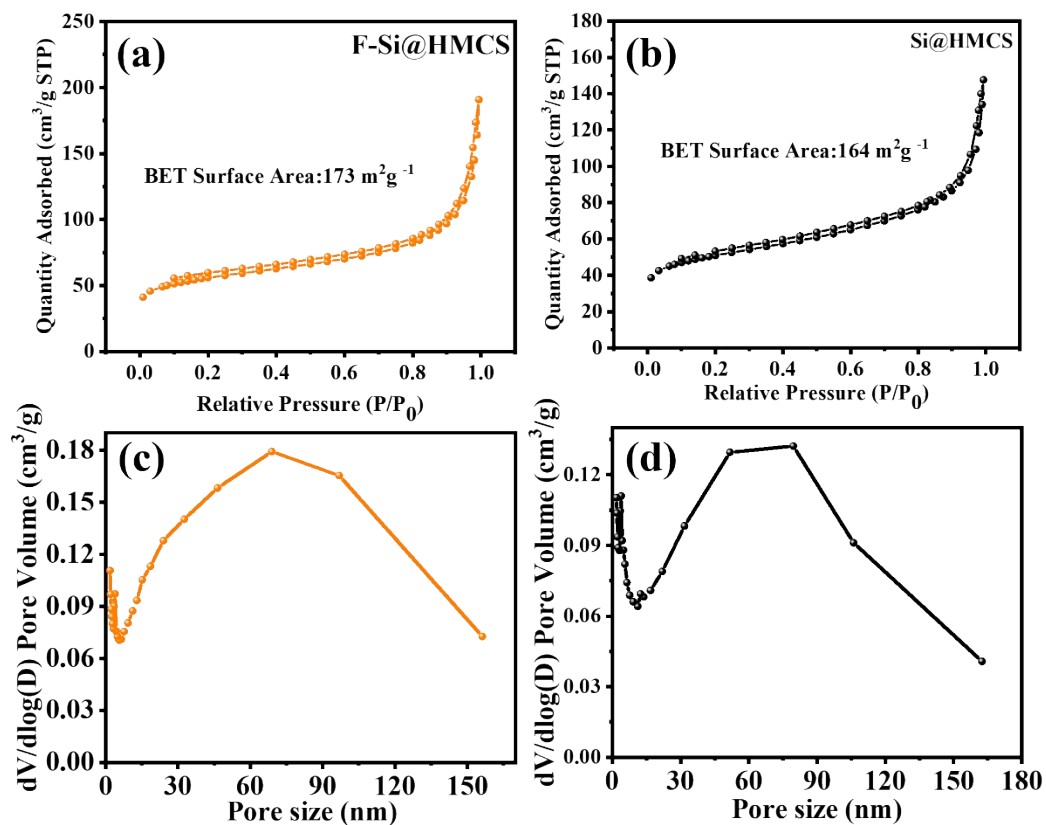 (a)
F-Si@HMCS
BET Surface Area:173 m²g ⁻¹
Quantity Adsorbed (cm³/g STP)
250
200
150
100
50
0
0.0 0.2 0.4 0.6 0.8 1.0
Relative Pressure (P/P₀)
(b)
Si@HMCS
BET Surface Area:164 m²g ⁻¹
Quantity Adsorbed (cm³/g STP)
180
160
140
120
100
80
60
40
20
0
0.0 0.2 0.4 0.6 0.8 1.0
Relative Pressure (P/P₀)
(c)
dV/dlog(D) Pore Volume (cm³/g)
0.18
0.15
0.12
0.09
0.06
0.03
0.00
0 30 60 90 120 150
Pore size (nm)
(d)
dV/dlog(D) Pore Volume (cm³/g)
0.12
0.09
0.06
0.03
0.00
0 30 60 90 120 150 180
Pore size (nm)